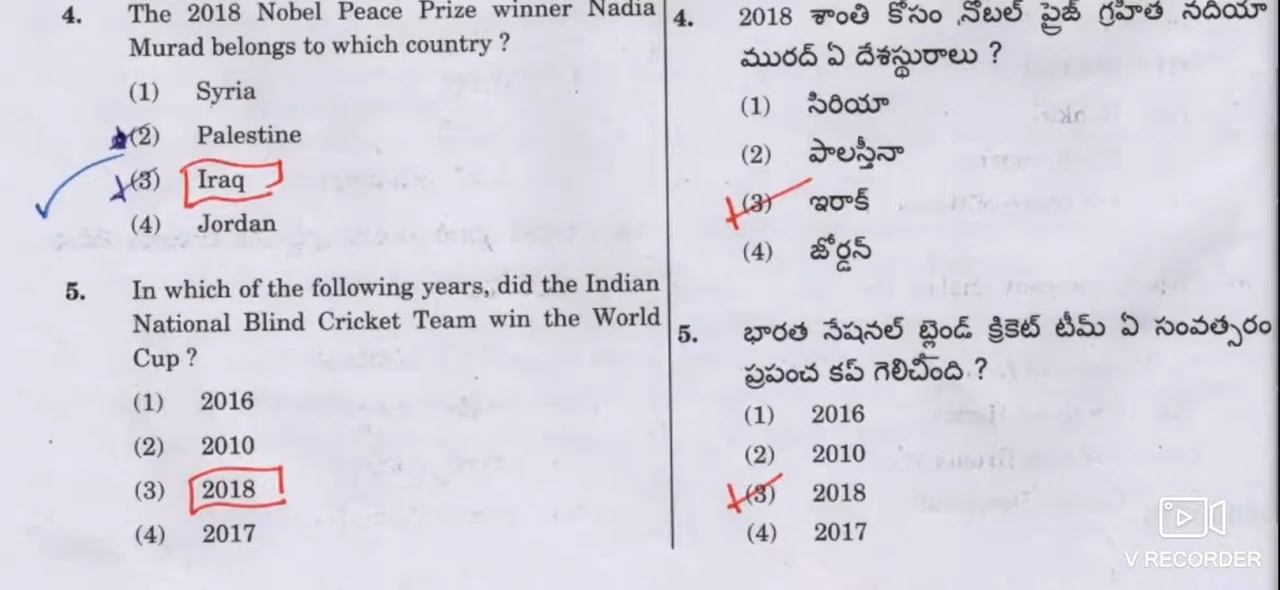 4. The 2018 Nobel Peace Prize winner Nadia
Murad belongs to which country ?
(1) Syria
(2) Palestine
(3) Iraq
(4) Jordan
5. In which of the following years, did the Indian
National Blind Cricket Team win the World
Cup ?
(1) 2016
(2) 2010
(3) 2018
(4) 2017
4. 2018 శాంతి కోసం నోబల్ ప్రైజ్ గ్రహీత నదియా
మురద్ ఏ దేశస్థురాలు ?
(1) సిరియా
(2) పాలస్తీనా
(3) ఇరాక్
(4) జోర్డన్
5. భారత నేషనల్ బ్లైండ్ క్రికెట్ టీమ్ ఏ సంవత్సరం
ప్రపంచ కప్ గెలిచింది ?
(1) 2016
(2) 2010
(3) 2018
(4) 2017
V RECORDER